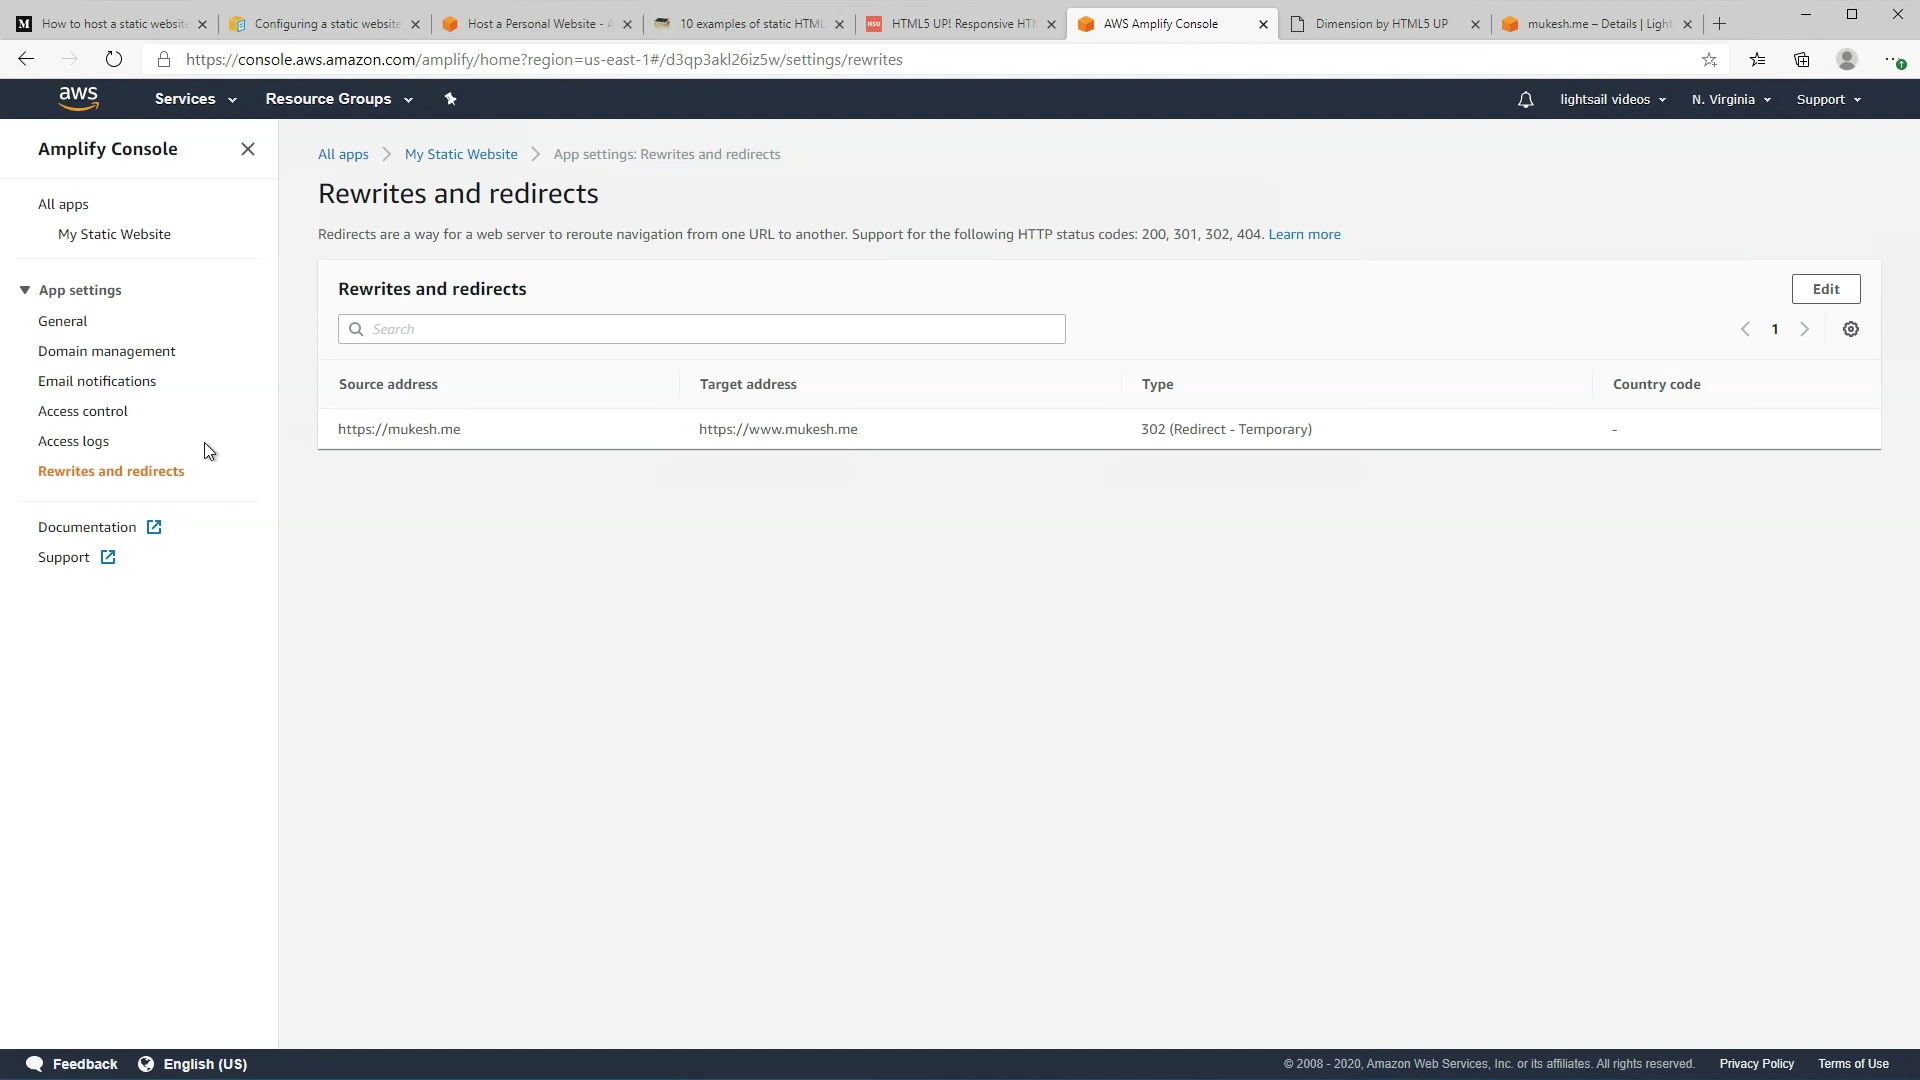 M How to host a static website
Configuring a static website
Host a Personal Website - A
10 examples of static HTML
HSU HTML5 UP! Responsive HTM
AWS Amplify Console
Dimension by HTML5 UP
mukesh.me – Details | Light
https://console.aws.amazon.com/amplify/home?region=us-east-1#/d3qp3akl26iz5w/settings/rewrites
aws Services Resource Groups lightsail videos N. Virginia Support
Amplify Console
All apps
My Static Website
App settings
General
Domain management
Email notifications
Access control
Access logs
Rewrites and redirects
Documentation
Support
All apps > My Static Website > App settings: Rewrites and redirects
Rewrites and redirects
Redirects are a way for a web server to reroute navigation from one URL to another. Support for the following HTTP status codes: 200, 301, 302, 404. Learn more
Rewrites and redirects Edit
Search 1
Source address Target address Type Country code
https://mukesh.me https://www.mukesh.me 302 (Redirect - Temporary) -
Feedback English (US) © 2008 - 2020, Amazon Web Services, Inc. or its affiliates. All rights reserved. Privacy Policy Terms of Use